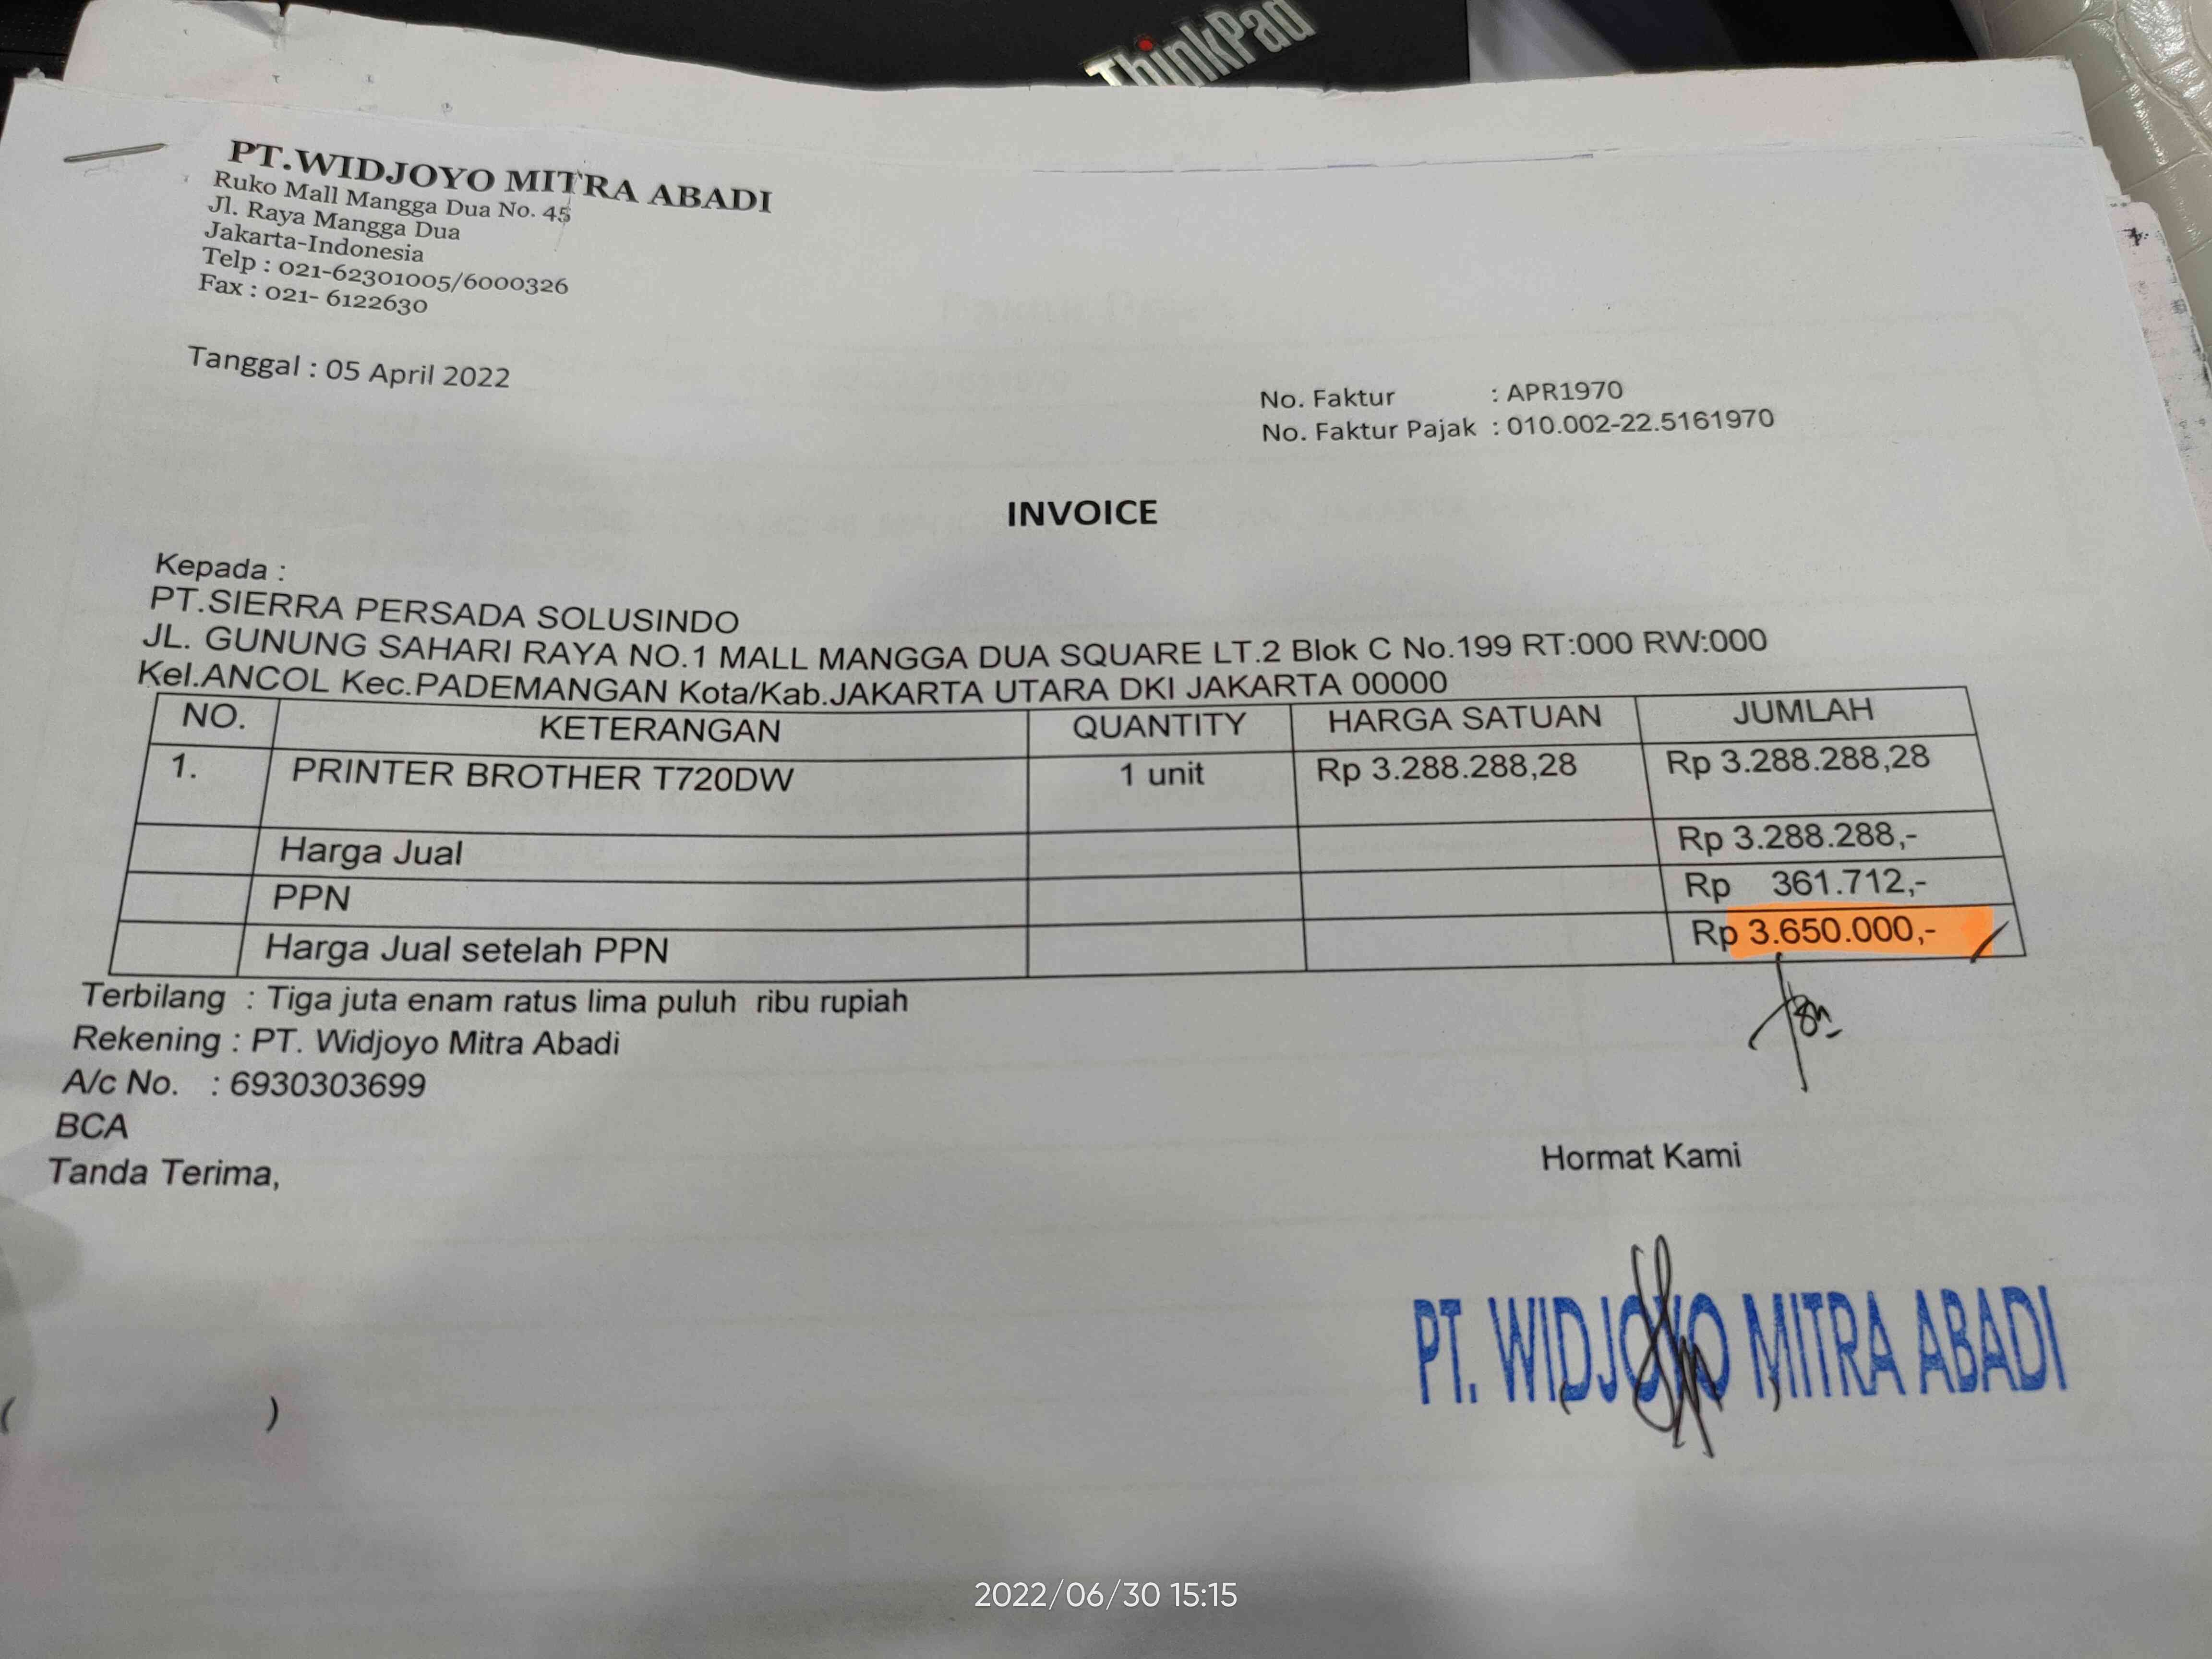 ThinkPad
PT.WIDJOYO MITRA ABADI
Ruko Mall Mangga Dua No. 45
Jl. Raya Mangga Dua
Jakarta-Indonesia
Telp : 021-62301005/6000326
Fax : 021- 6122630
Tanggal : 05 April 2022
No. Faktur : APR1970
No. Faktur Pajak : 010.002-22.5161970
INVOICE
Kepada :
PT.SIERRA PERSADA SOLUSINDO
JL. GUNUNG SAHARI RAYA NO.1 MALL MANGGA DUA SQUARE LT.2 Blok C No.199 RT:000 RW:000
Kel.ANCOL Kec.PADEMANGAN Kota/Kab.JAKARTA UTARA DKI JAKARTA 00000
NO. KETERANGAN QUANTITY HARGA SATUAN JUMLAH
1. PRINTER BROTHER T720DW 1 unit Rp 3.288.288,28 Rp 3.288.288,28
Harga Jual Rp 3.288.288,-
PPN Rp 361.712,-
Harga Jual setelah PPN Rp 3.650.000,-
Terbilang : Tiga juta enam ratus lima puluh ribu rupiah
Rekening : PT. Widjoyo Mitra Abadi
A/c No. : 6930303699
BCA
Tanda Terima,
Hormat Kami
PT. WIDJOYO MITRA ABADI
( )
2022/06/30 15:15